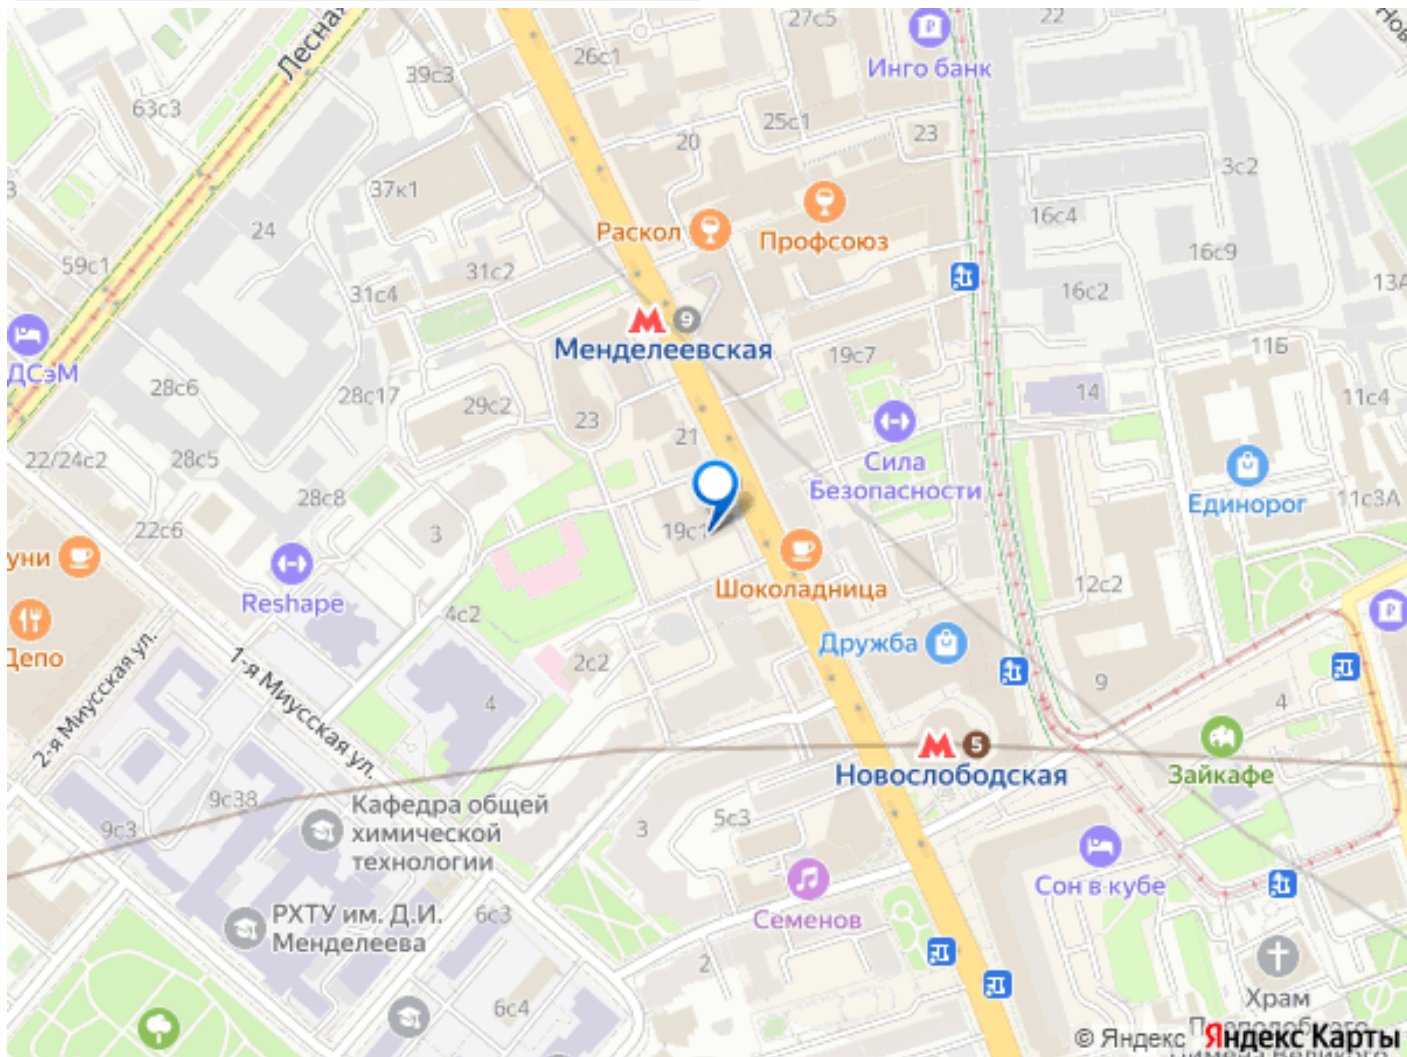 27с5
22
Инго банк
Лесная
26с1
39с3
63с3
25с1
23
20
3с2
37к1
16с4
Раскол
Профсоюз
24
16с9
59с1
31с2
31с4
16с2
13А
9
Менделеевская
19с7
11Б
ДСэМ
28с6
28с17
29с2
23
14
11с4
21
22/24с2
28с5
Сила
Безопасности
28с8
Единорог
11с3А
22с6
3
19с1
уни
Шоколадница
12с2
Reshape
4с2
Депо
2-я Миусская ул.
1-я Миусская ул.
2с2
Дружба
4
9
4
5
Новослободская
Зайкафе
9с38
9с3
Кафедра общей
химической
технологии
3
5с3
Сон в кубе
Семенов
РХТУ им. Д.И.
Менделеева
6с3
2
6с4
Храм
© Яндекс
Яндекс Карты